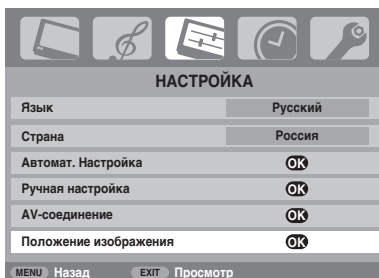 НАСТРОЙКА
Язык Русский
Страна Россия
Автомат. Настройка OK
Ручная настройка OK
AV-соединение OK
Положение изображения OK
MENU Назад EXIT Просмотр